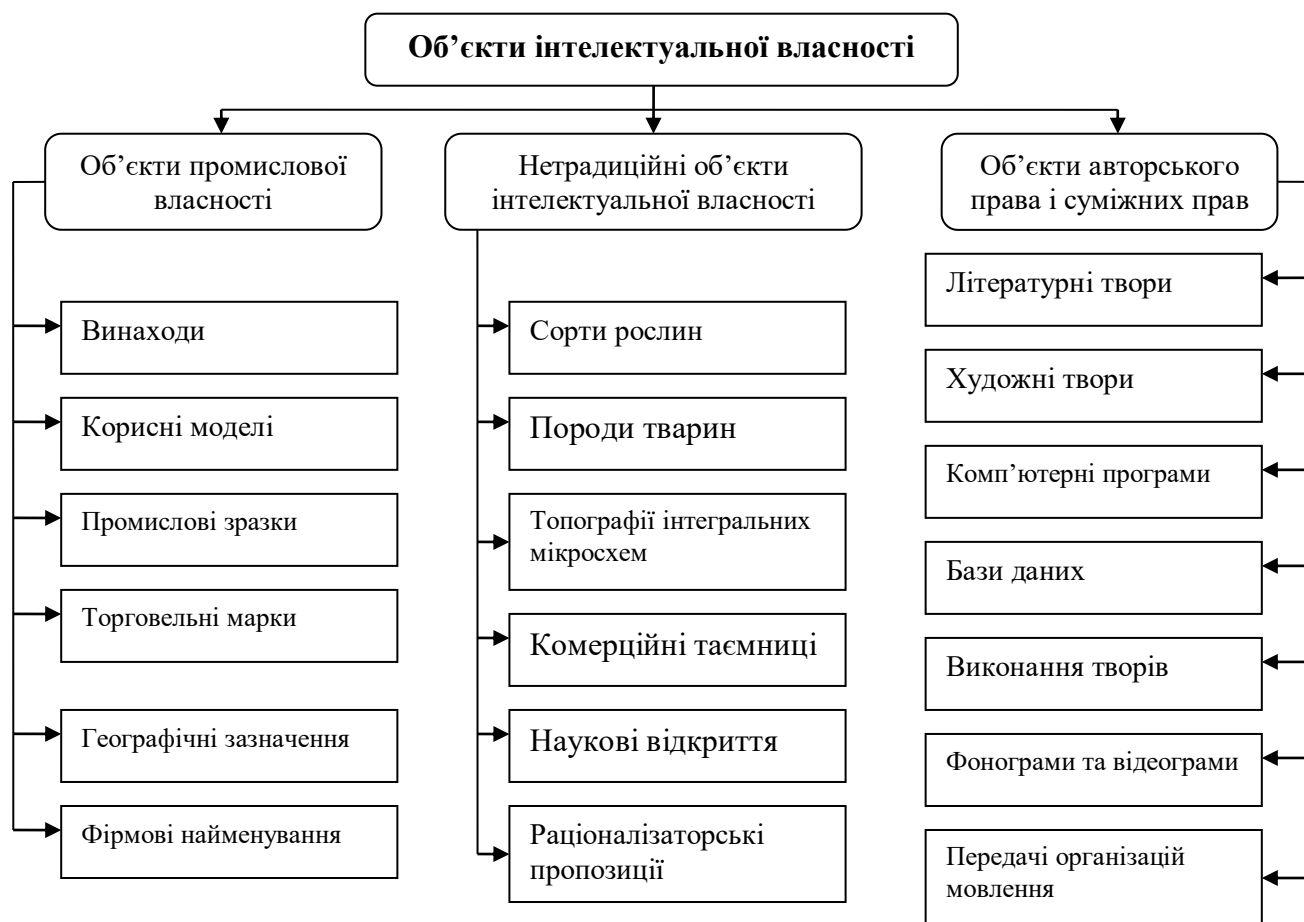 Об’єкти інтелектуальної власності
Об’єкти промислової
власності
Винаходи
Корисні моделі
Промислові зразки
Торговельні марки
Географічні зазначення
Фірмові найменування
Нетрадиційні об’єкти
інтелектуальної власності
Сорти рослин
Породи тварин
Топографії інтегральних
мікросхем
Комерційні таємниці
Наукові відкриття
Раціоналізаторські
пропозиції
Об’єкти авторського
права і суміжних прав
Літературні твори
Художні твори
Комп’ютерні програми
Бази даних
Виконання творів
Фонограми та відеограми
Передачі організацій
мовлення